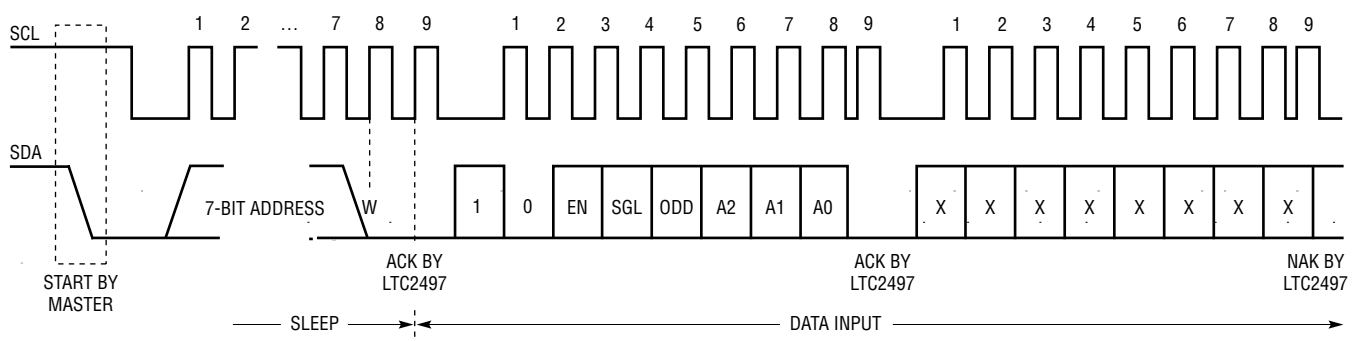 SCL
1 2 … 7 8 9 1 2 3 4 5 6 7 8 9 1 2 3 4 5 6 7 8 9
SDA
7-BIT ADDRESS W 1 0 EN SGL ODD A2 A1 A0 X X X X X X X X
START BY
MASTER
ACK BY
LTC2497
ACK BY
LTC2497
NAK BY
LTC2497
SLEEP
DATA INPUT